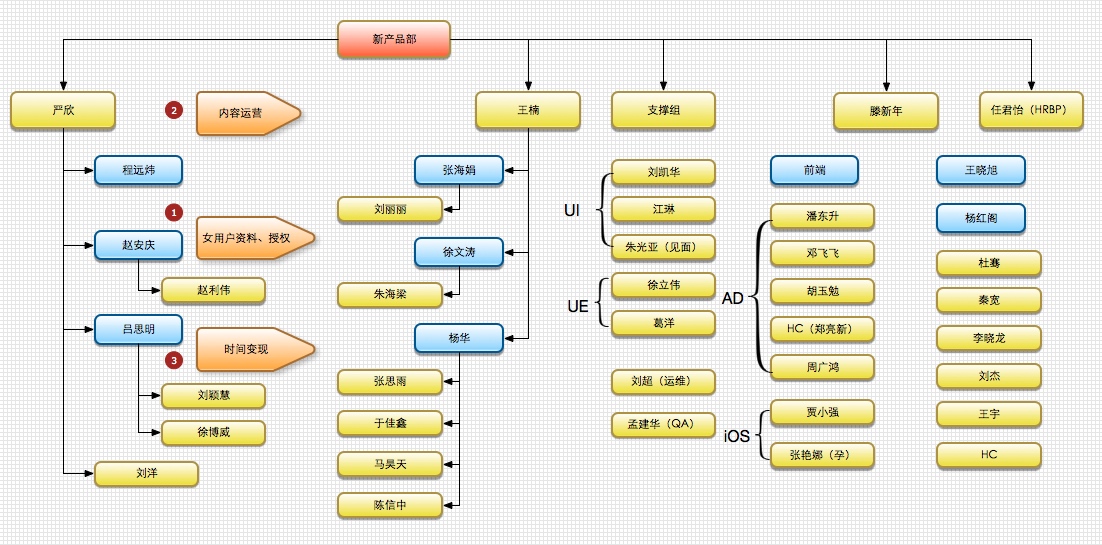 新产品部
严欣
2
内容运营
王楠
支撑组
滕新年
任君怡（HRBP）
程远炜
1
女用户资料、授权
赵安庆
赵利伟
吕思明
时间变现
3
刘颖慧
徐博威
刘洋
张海娟
刘丽丽
徐文涛
朱海梁
杨华
张思雨
于佳鑫
马昊天
陈信中
UI
刘凯华
江琳
朱光亚（见面）
UE
徐立伟
葛洋
刘超（运维）
孟建华（QA）
前端
AD
潘东升
邓飞飞
胡玉勉
HC（郑亮新）
周广鸿
iOS
贾小强
张艳娜（孕）
王晓旭
杨红阁
杜骞
秦宽
李晓龙
刘杰
王宇
HC